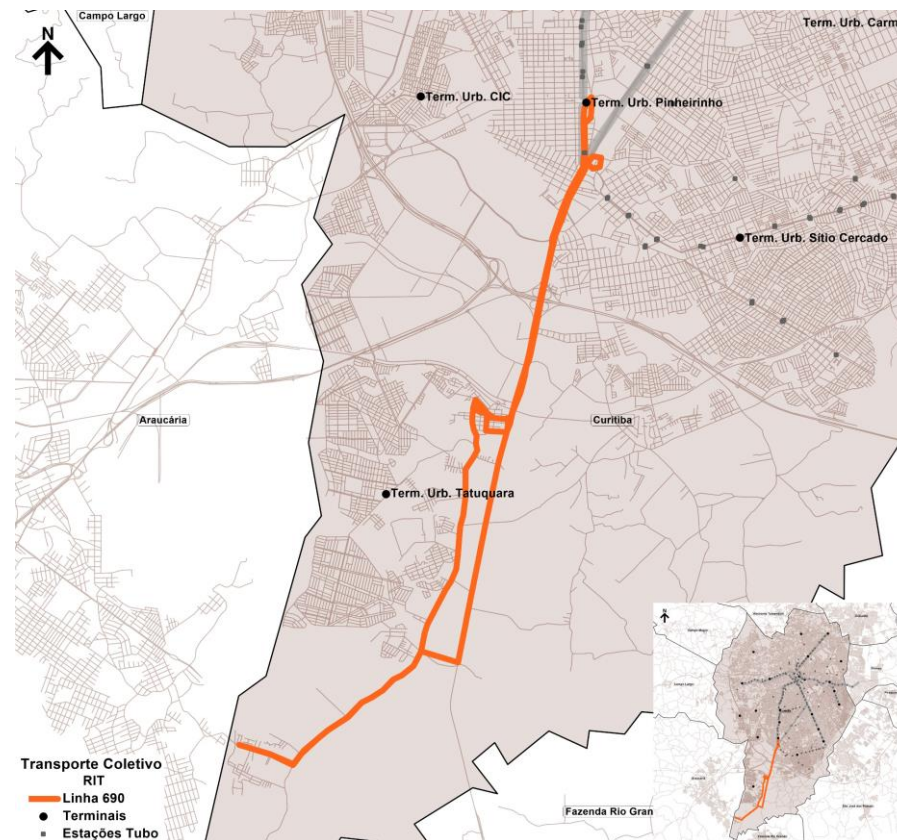 Campo Largo
N
Term. Urb. Carm
Term. Urb. CIC
Term. Urb. Pinheirinho
Term. Urb. Sítio Cercado
Araucária
Curitiba
Term. Urb. Tatuquara
N
Transporte Coletivo
RIT
Linha 690
Terminais
Estações Tubo
Fazenda Rio Gran